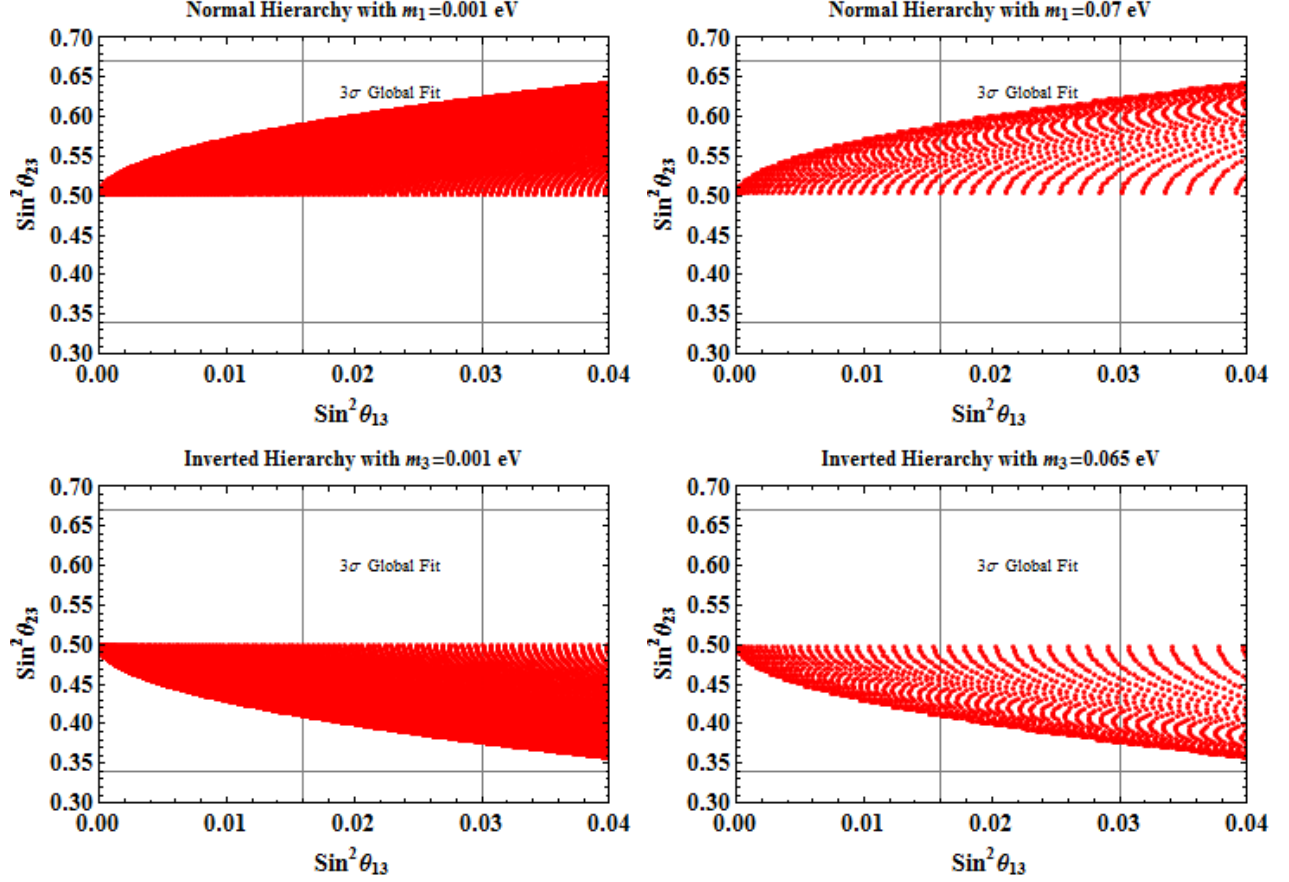 Normal Hierarchy with m₁=0.001 eV
0.70
0.65
0.60
0.55
0.50
0.45
0.40
0.35
0.30
Sin²θ₂₃
3σ Global Fit
0.00 0.01 0.02 0.03 0.04
Sin²θ₁₃
Normal Hierarchy with m₁=0.07 eV
0.70
0.65
0.60
0.55
0.50
0.45
0.40
0.35
0.30
Sin²θ₂₃
3σ Global Fit
0.00 0.01 0.02 0.03 0.04
Sin²θ₁₃
Inverted Hierarchy with m₃=0.001 eV
0.70
0.65
0.60
0.55
0.50
0.45
0.40
0.35
0.30
Sin²θ₂₃
3σ Global Fit
0.00 0.01 0.02 0.03 0.04
Sin²θ₁₃
Inverted Hierarchy with m₃=0.065 eV
0.70
0.65
0.60
0.55
0.50
0.45
0.40
0.35
0.30
Sin²θ₂₃
3σ Global Fit
0.00 0.01 0.02 0.03 0.04
Sin²θ₁₃